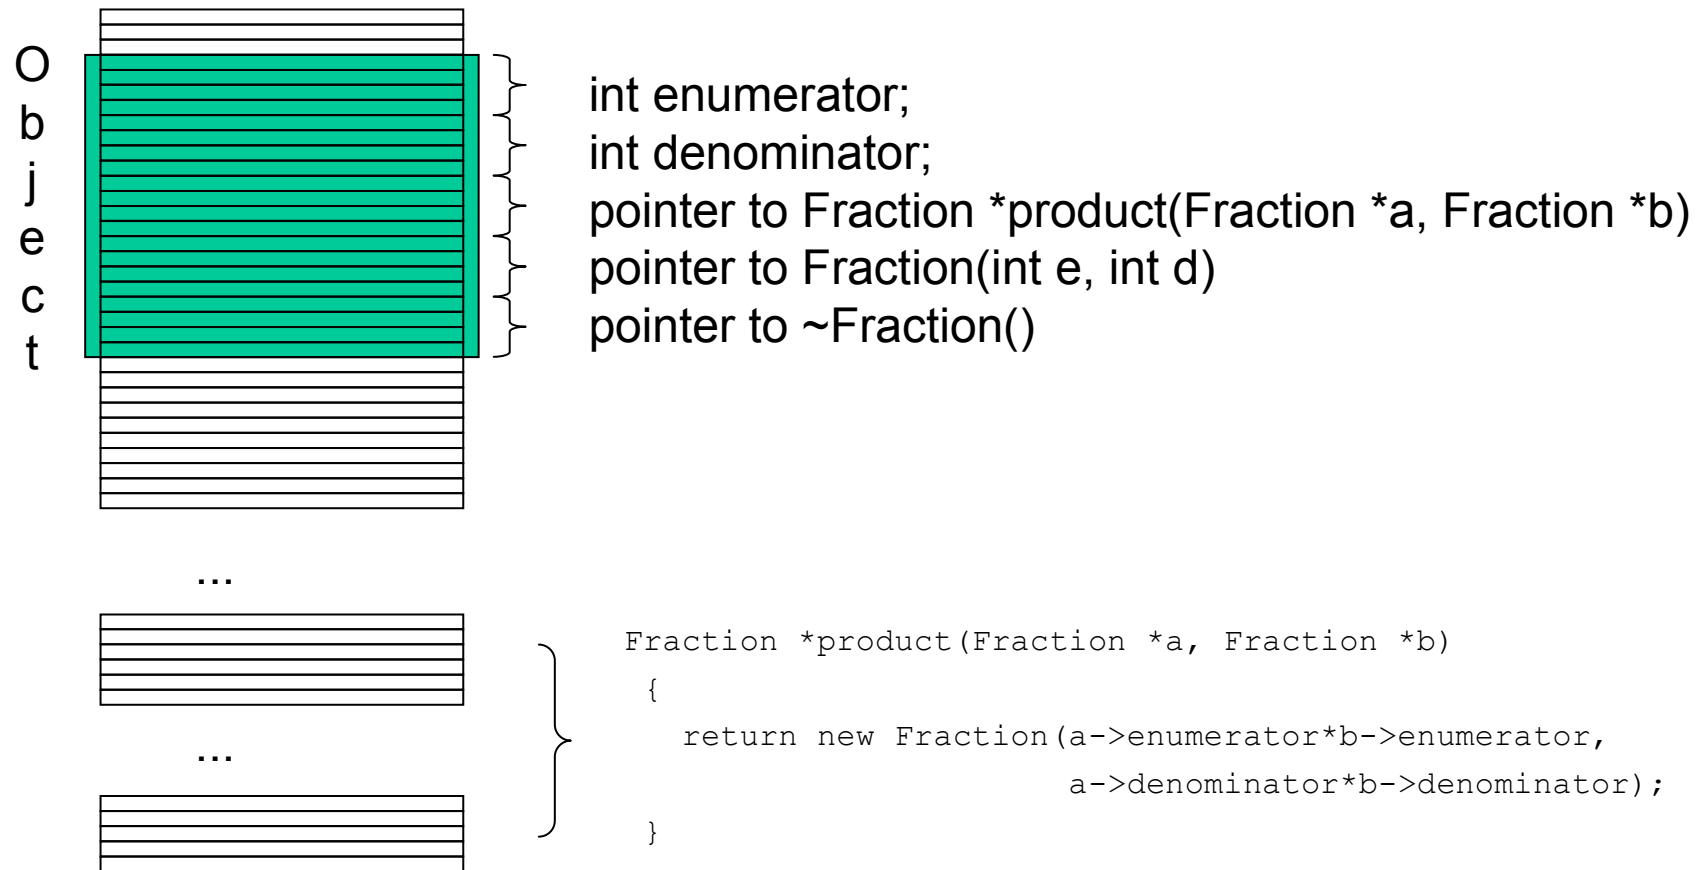 O
b
j
e
c
t
int enumerator;
int denominator;
pointer to Fraction *product(Fraction *a, Fraction *b)
pointer to Fraction(int e, int d)
pointer to ~Fraction()
...
...
Fraction *product(Fraction *a, Fraction *b)
{
return new Fraction(a->enumerator*b->enumerator,
a->denominator*b->denominator);
}